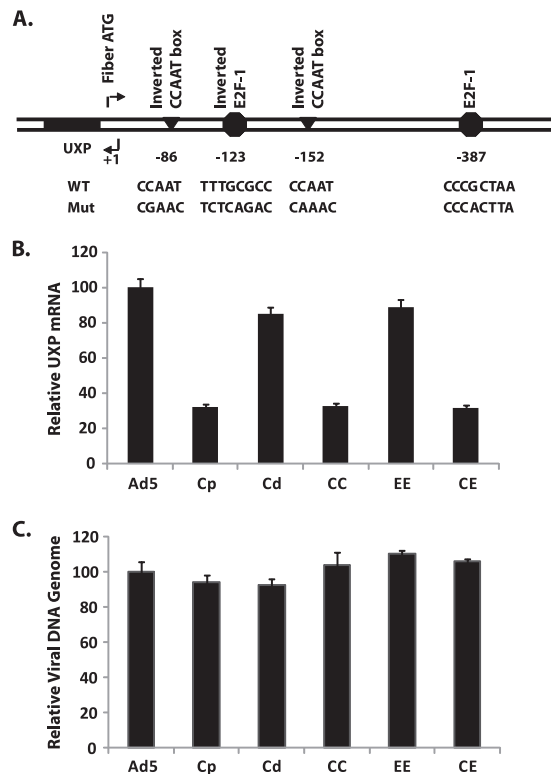 A.
Fiber ATG
Inverted
CCAAT box
Inverted
E2F-1
Inverted
CCAAT box
E2F-1
UXP
+1
-86
-123
-152
-387
WT CCAAT TTTGCGCC CCAAT CCCGCTAA
Mut CGAAC TCTCAGAC CAAAC CCCACTTA
B.
Relative UXP mRNA
120
100
80
60
40
20
0
Ad5 Cp Cd CC EE CE
C.
Relative Viral DNA Genome
120
100
80
60
40
20
0
Ad5 Cp Cd CC EE CE